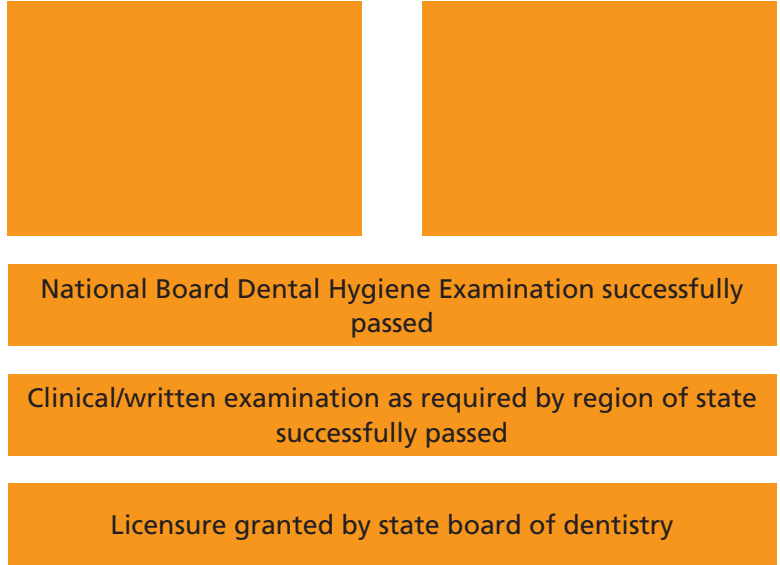 National Board Dental Hygiene Examination successfully
passed
Clinical/written examination as required by region of state
successfully passed
Licensure granted by state board of dentistry